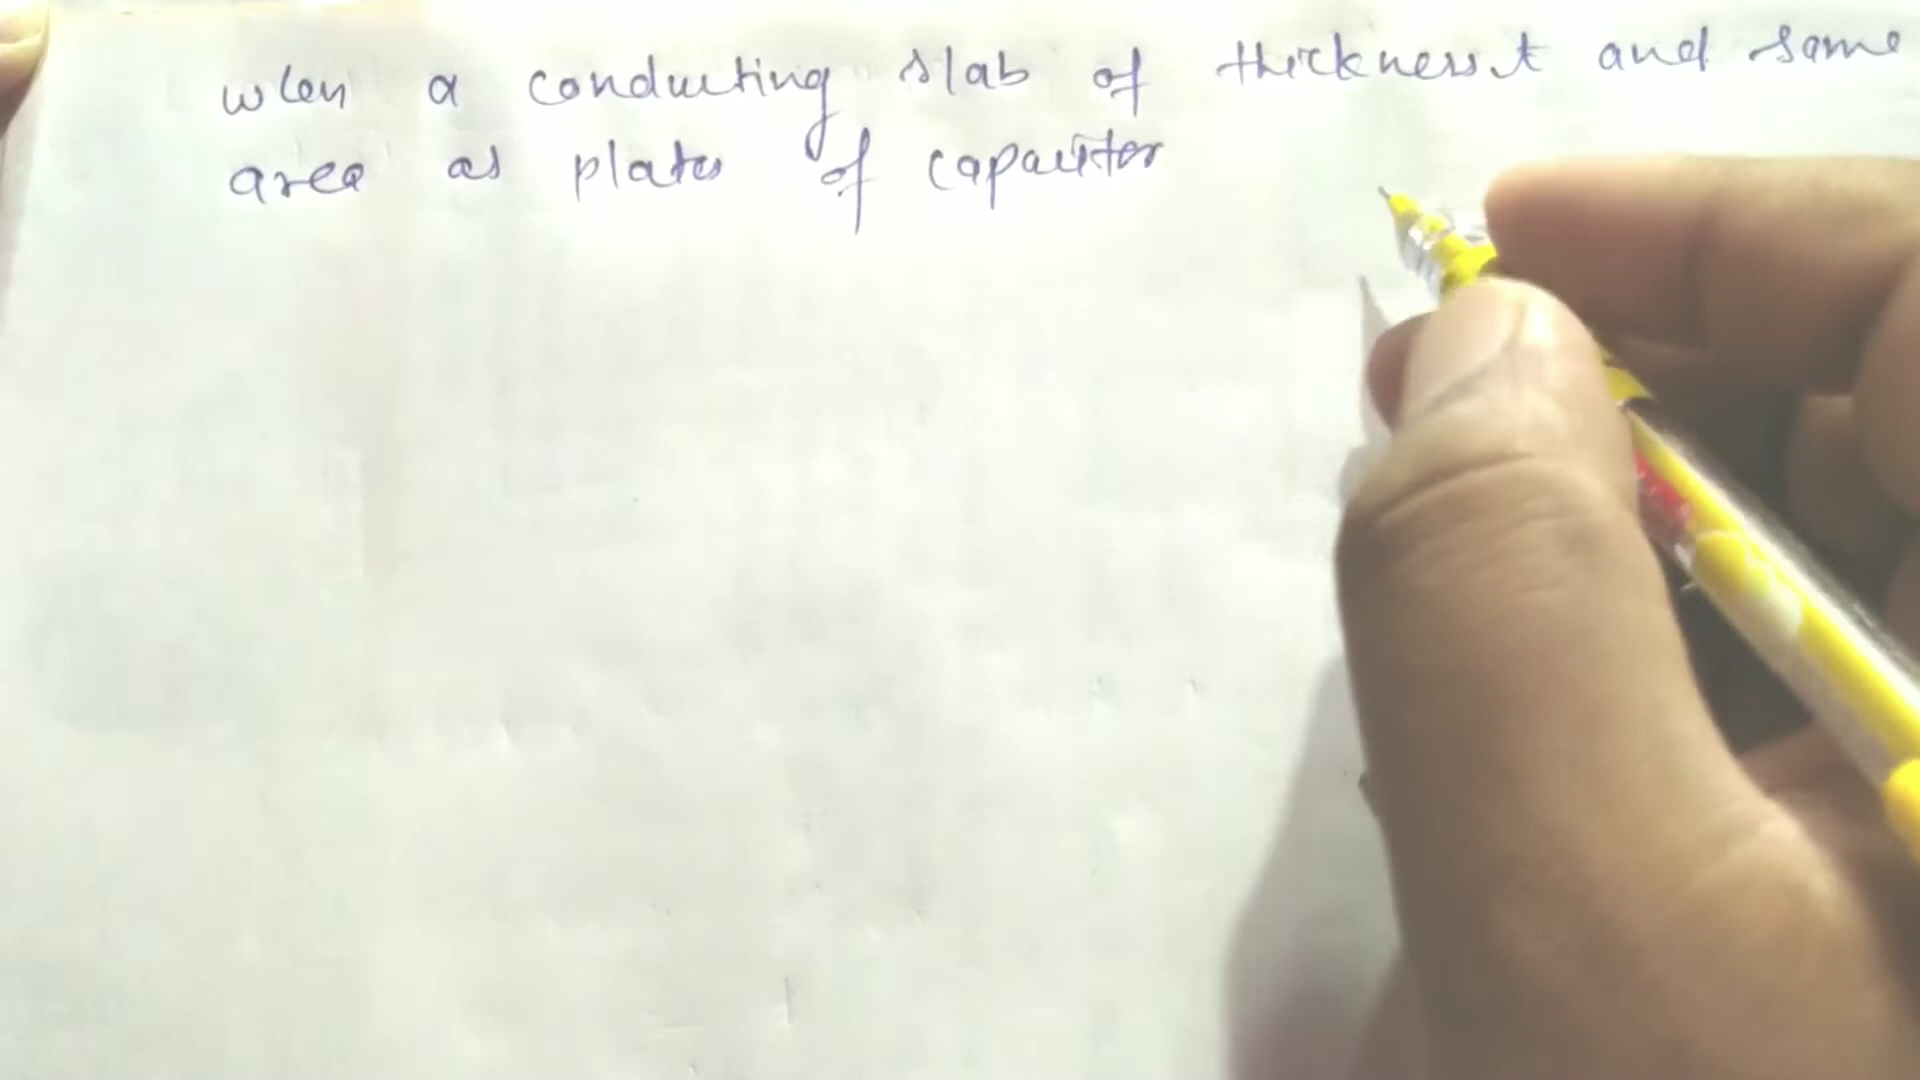 when a conducting slab of thickness t and same
area as plates of capacitor